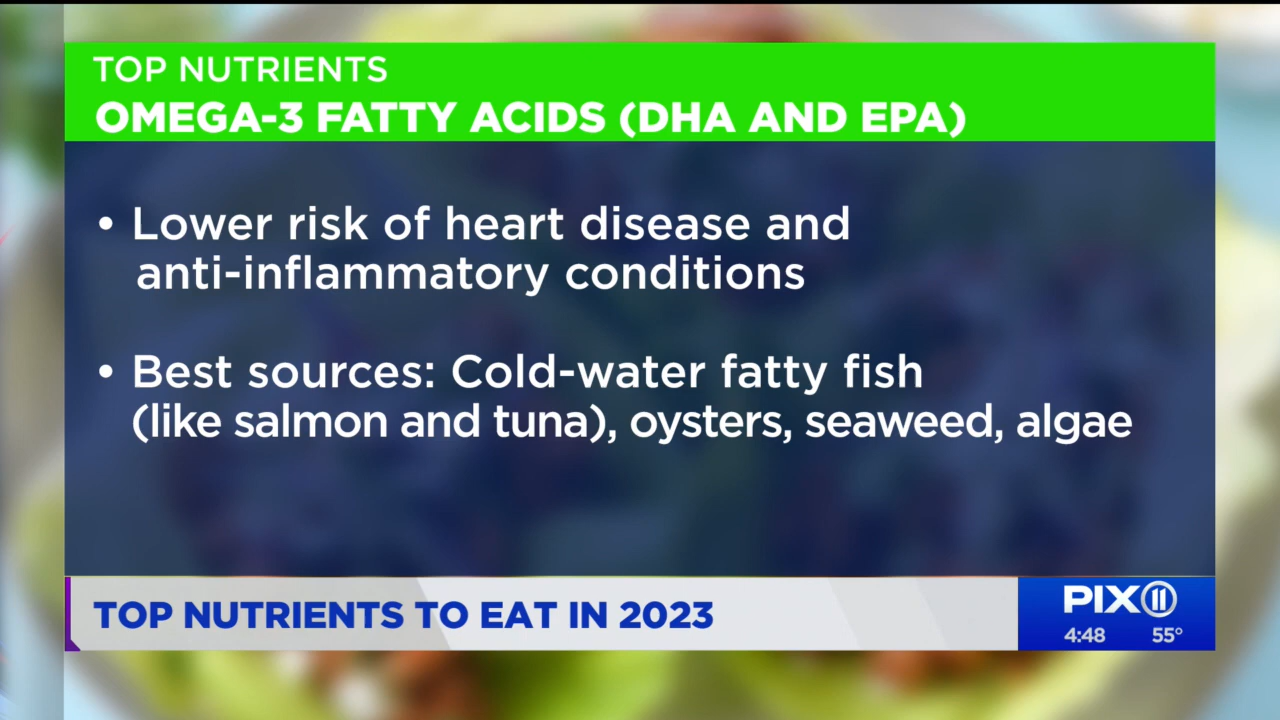 TOP NUTRIENTS
OMEGA-3 FATTY ACIDS (DHA AND EPA)
• Lower risk of heart disease and
anti-inflammatory conditions
• Best sources: Cold-water fatty fish
(like salmon and tuna), oysters, seaweed, algae
TOP NUTRIENTS TO EAT IN 2023
PIX11
4:48 55°